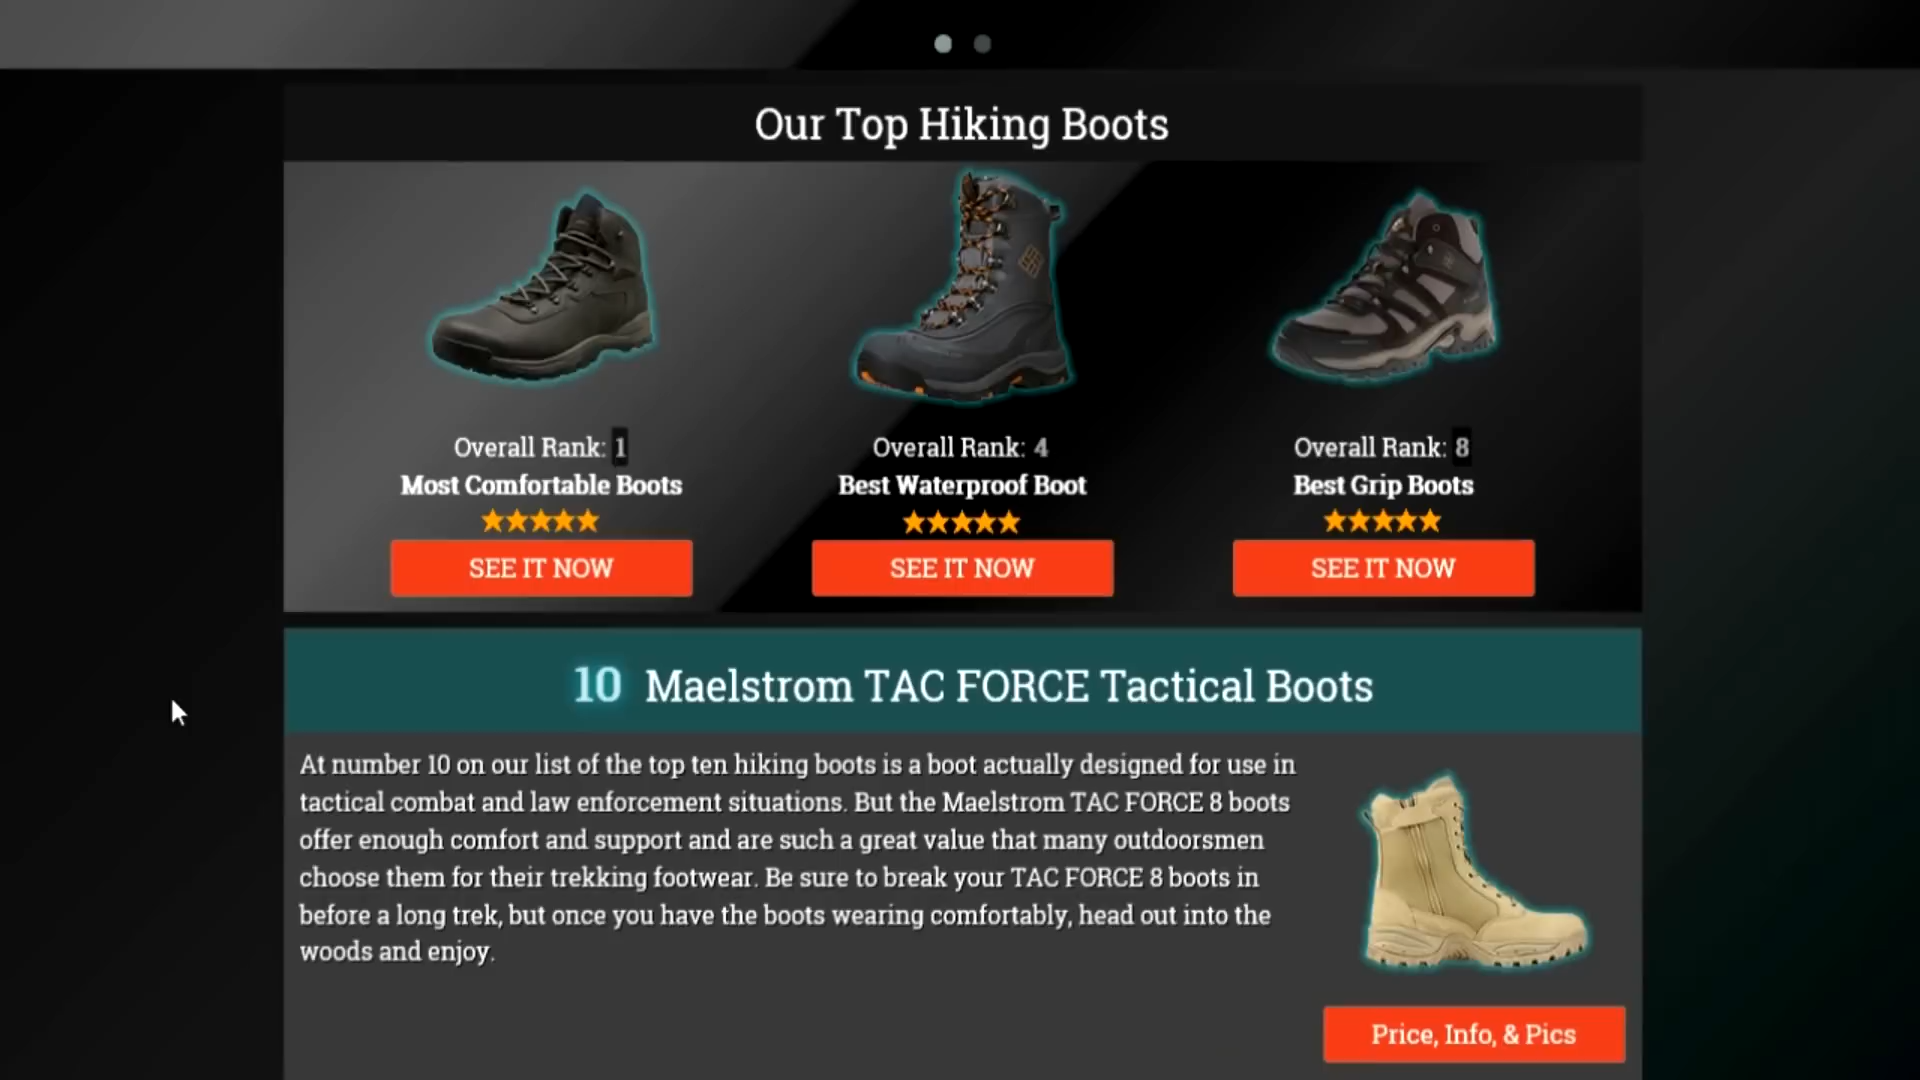 Our Top Hiking Boots
Overall Rank: 1
Most Comfortable Boots
SEE IT NOW
Overall Rank: 4
Best Waterproof Boot
SEE IT NOW
Overall Rank: 8
Best Grip Boots
SEE IT NOW
10 Maelstrom TAC FORCE Tactical Boots
At number 10 on our list of the top ten hiking boots is a boot actually designed for use in
tactical combat and law enforcement situations. But the Maelstrom TAC FORCE 8 boots
offer enough comfort and support and are such a great value that many outdoorsmen
choose them for their trekking footwear. Be sure to break your TAC FORCE 8 boots in
before a long trek, but once you have the boots wearing comfortably, head out into the
woods and enjoy.
Price, Info, & Pics